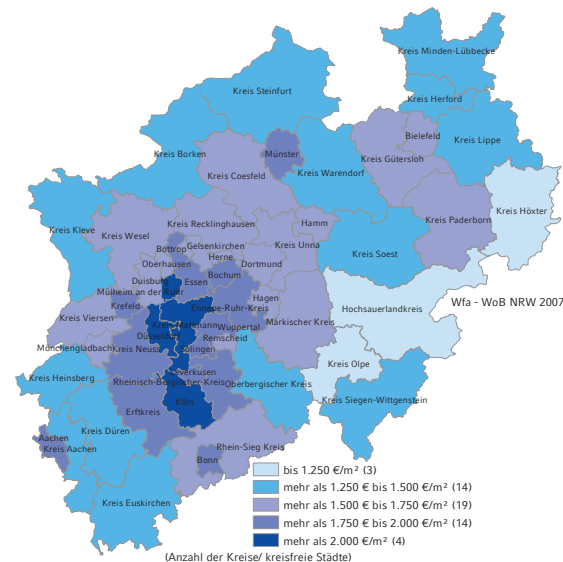 Kreis Minden-Lübbecke
Kreis Steinfurt
Kreis Herford
Bielefeld
Kreis Lippe
Kreis Borken
Münster
Kreis Gütersloh
Kreis Coesfeld
Kreis Warendorf
Kreis Höxter
Kreis Paderborn
Kreis Kleve
Kreis Wesel
Kreis Recklinghausen
Hamm
Bottrop
Gelsenkirchen
Kreis Unna
Herne
Kreis Soest
Oberhausen
Dortmund
Bochum
Duisburg
Essen
Mülheim an der Ruhr
Hagen
Wfa - WoB NRW 2007
Krefeld
Ennepe-Ruhr-Kreis
Hochsauerlandkreis
Kreis Viersen
Märkischer Kreis
Kreis Mettmann
Wuppertal
Düsseldorf
Remscheid
Mönchengladbach
Kreis Neuss
Solingen
Kreis Olpe
Leverkusen
Kreis Heinsberg
Rheinisch-Bergischer-Kreis
Oberbergischer Kreis
Köln
Kreis Siegen-Wittgenstein
Erftkreis
Kreis Düren
Aachen
Kreis Aachen
Rhein-Sieg Kreis
Bonn
Kreis Euskirchen
bis 1.250 €/m² (3)
mehr als 1.250 € bis 1.500 €/m² (14)
mehr als 1.500 € bis 1.750 €/m² (19)
mehr als 1.750 € bis 2.000 €/m² (14)
mehr als 2.000 €/m² (4)
(Anzahl der Kreise/ kreisfreie Städte)